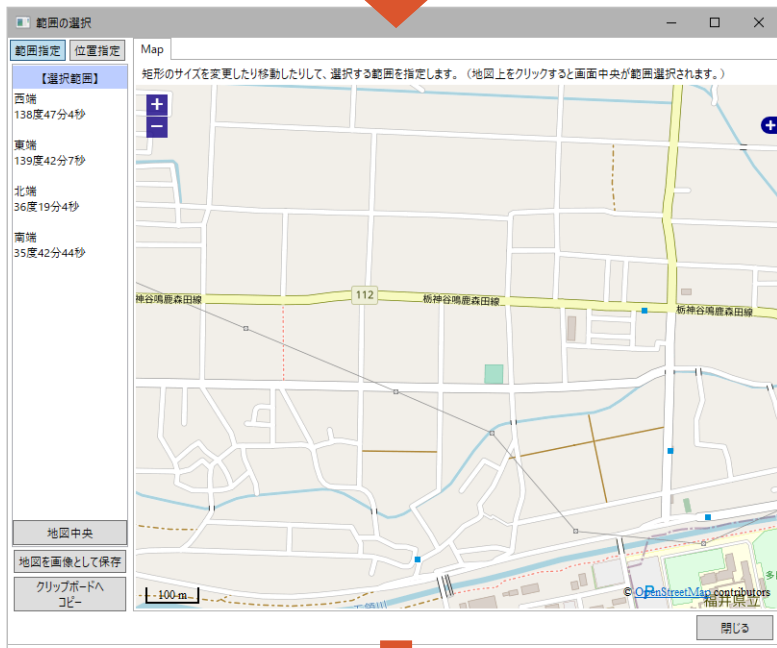 範囲の選択
範囲指定 位置指定
Map
【選択範囲】
矩形のサイズを変更したり移動したりして、選択する範囲を指定します。（地図上をクリックすると画面中央が範囲選択されます。）
西端
138度47分4秒
東端
139度42分7秒
北端
36度19分4秒
南端
35度42分44秒
神谷鳴鹿森田線
112
栃神谷鳴鹿森田線
栃神谷鳴鹿森田線
地図中央
地図を画像として保存
クリップボードへ
コピー
100 m
P
© OpenStreetMap contributors
福井県立
閉じる